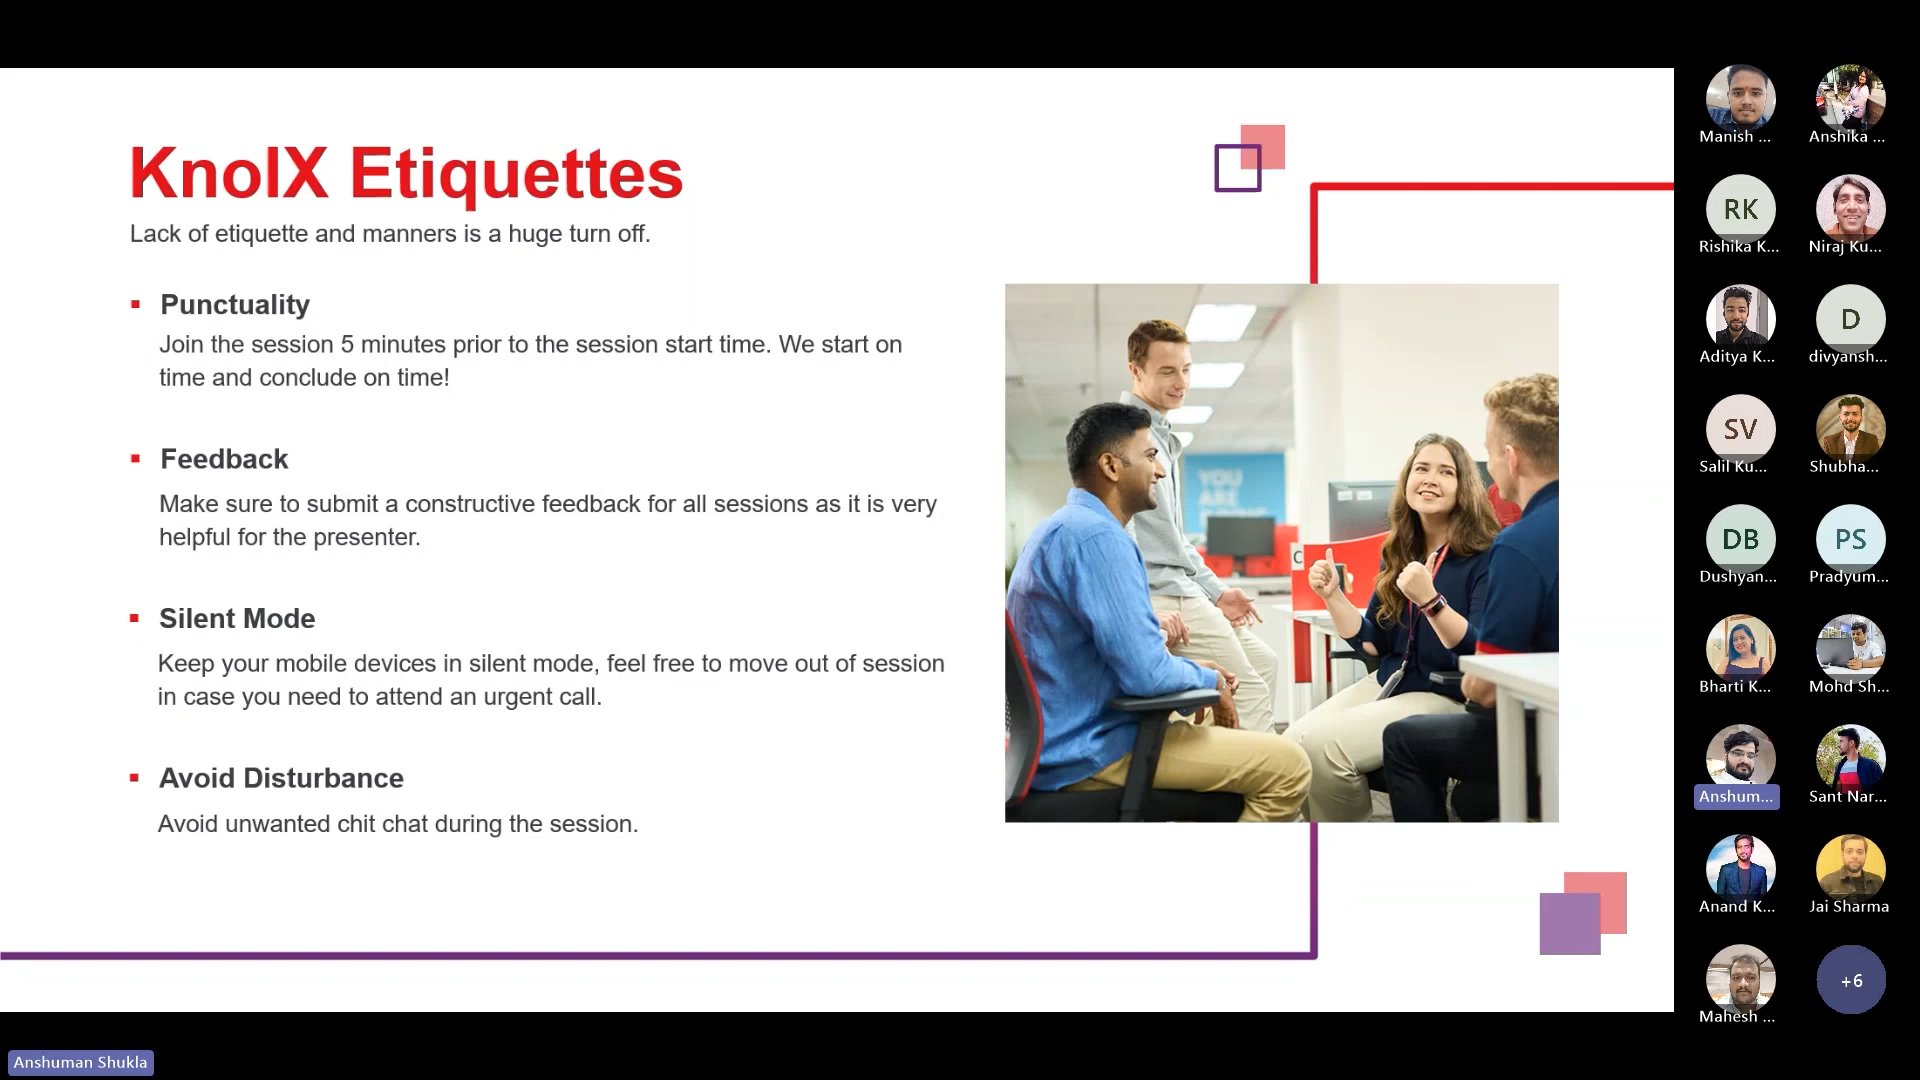 KnolX Etiquettes
Lack of etiquette and manners is a huge turn off.
Punctuality
Join the session 5 minutes prior to the session start time. We start on
time and conclude on time!
Feedback
Make sure to submit a constructive feedback for all sessions as it is very
helpful for the presenter.
Silent Mode
Keep your mobile devices in silent mode, feel free to move out of session
in case you need to attend an urgent call.
Avoid Disturbance
Avoid unwanted chit chat during the session.
YOU
ARE
C
Manish ...
Anshika ...
RK
Rishika K...
Niraj Ku...
Aditya K...
D
divyansh...
SV
Salil Ku...
Shubha...
DB
Dushyan...
PS
Pradyum...
Bharti K...
Mohd Sh...
Anshum...
Sant Nar...
Anand K...
Jai Sharma
Mahesh ...
+6
Anshuman Shukla